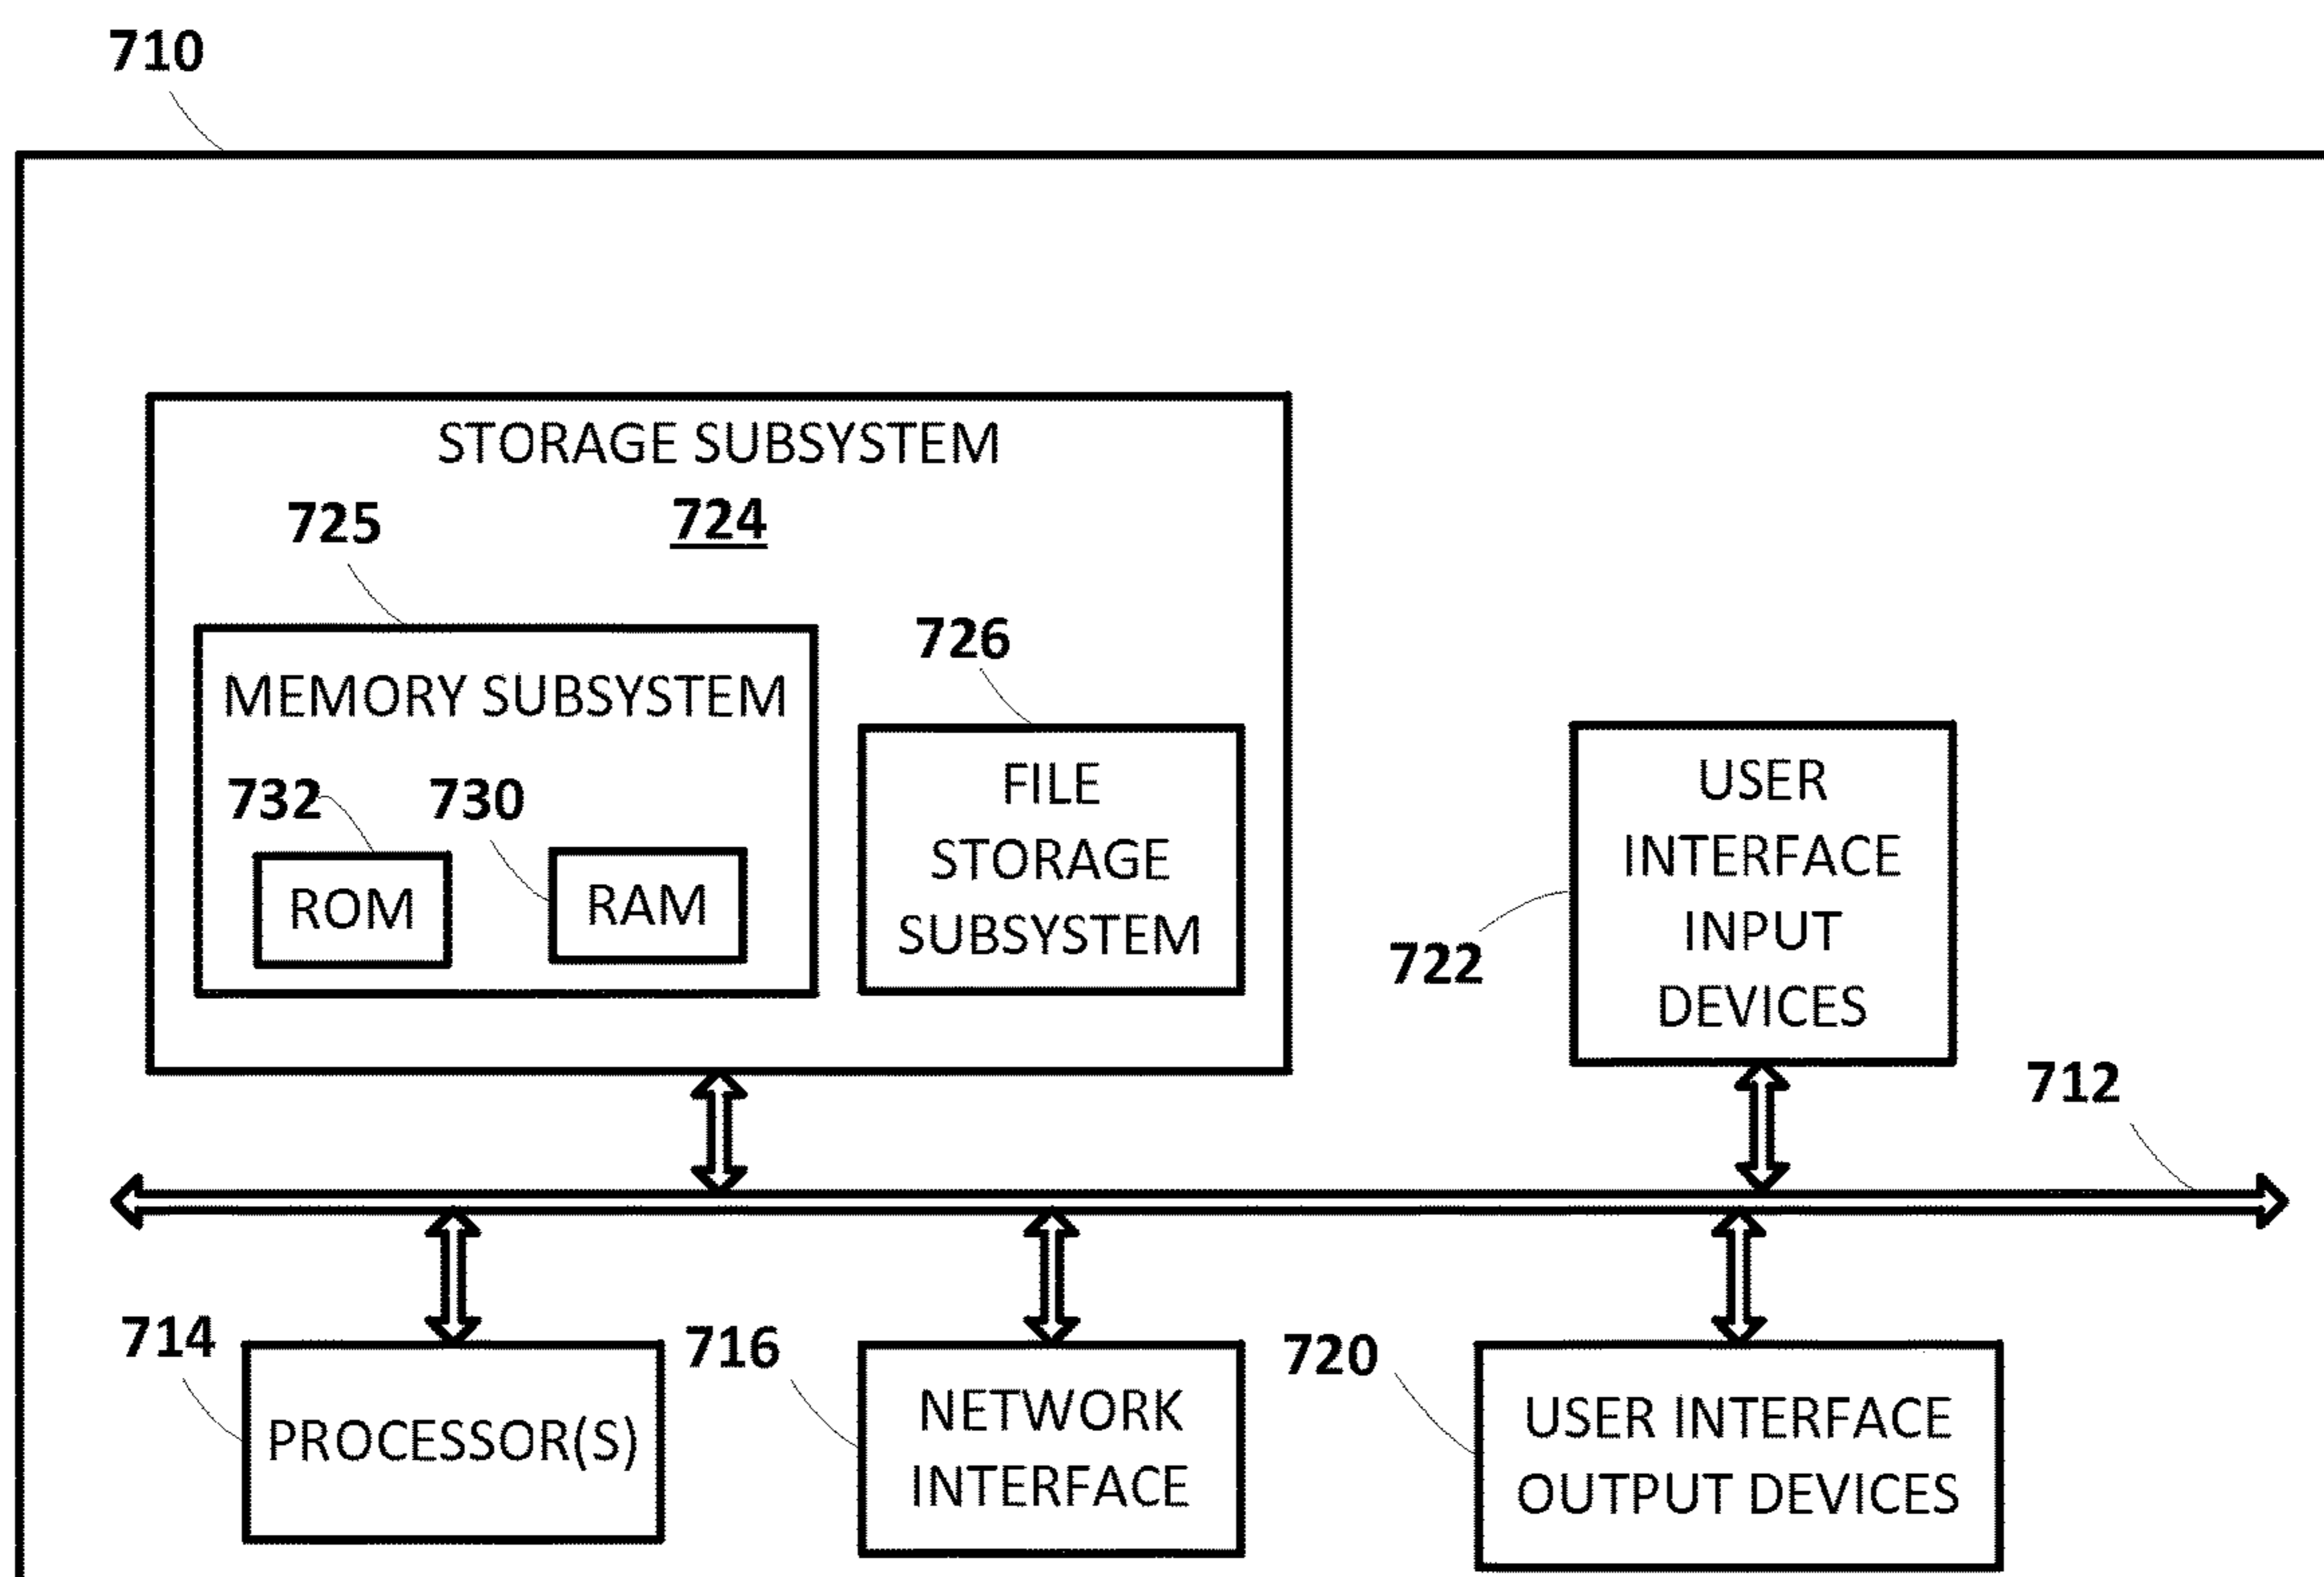 710
STORAGE SUBSYSTEM
724
725
MEMORY SUBSYSTEM
732
730
ROM
RAM
726
FILE
STORAGE
SUBSYSTEM
USER
INTERFACE
INPUT
DEVICES
722
712
714
PROCESSOR(S)
716
NETWORK
INTERFACE
720
USER INTERFACE
OUTPUT DEVICES